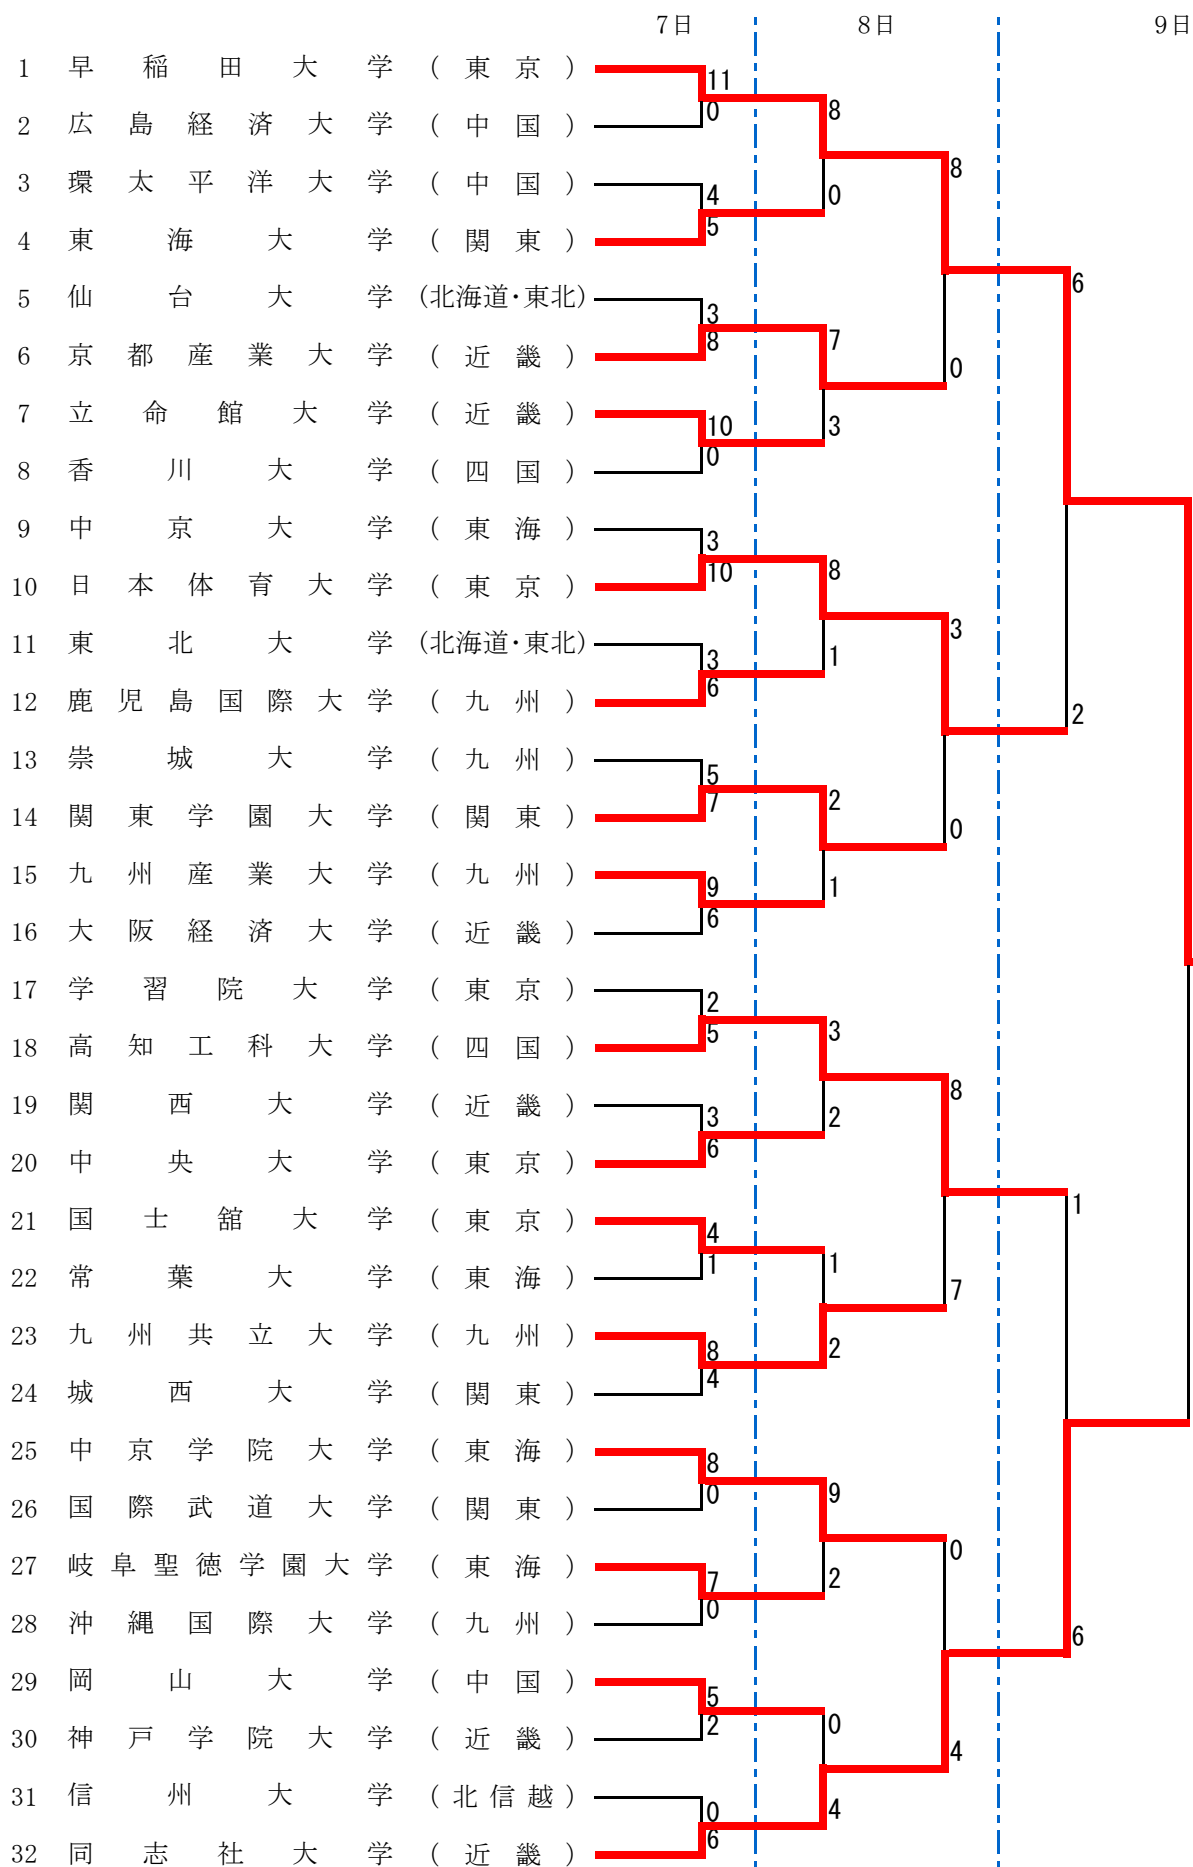 7日 8日 9日
1 早稲田大学 (東京) 11
2 広島経済大学 (中国) 0
8
3 環太平洋大学 (中国) 4
4 東海大学 (関東) 5
0
8
5 仙台大学 (北海道・東北) 3
6 京都産業大学 (近畿) 8
7
7 立命館大学 (近畿) 10
8 香川大学 (四国) 0
3
0
6
9 中京大学 (東海) 3
10 日本体育大学 (東京) 10
8
11 東北大学 (北海道・東北) 3
12 鹿児島国際大学 (九州) 6
1
3
13 崇城大学 (九州) 5
14 関東学園大学 (関東) 7
2
15 九州産業大学 (九州) 9
16 大阪経済大学 (近畿) 6
1
0
2
17 学習院大学 (東京) 2
18 高知工科大学 (四国) 5
3
19 関西大学 (近畿) 3
20 中央大学 (東京) 6
2
8
21 国士舘大学 (東京) 4
22 常葉大学 (東海) 1
1
23 九州共立大学 (九州) 8
24 城西大学 (関東) 4
2
7
1
25 中京学院大学 (東海) 8
26 国際武道大学 (関東) 0
9
27 岐阜聖徳学園大学 (東海) 7
28 沖縄国際大学 (九州) 0
2
0
29 岡山大学 (中国) 5
30 神戸学院大学 (近畿) 2
0
31 信州大学 (北信越) 0
32 同志社大学 (近畿) 6
4
4
6